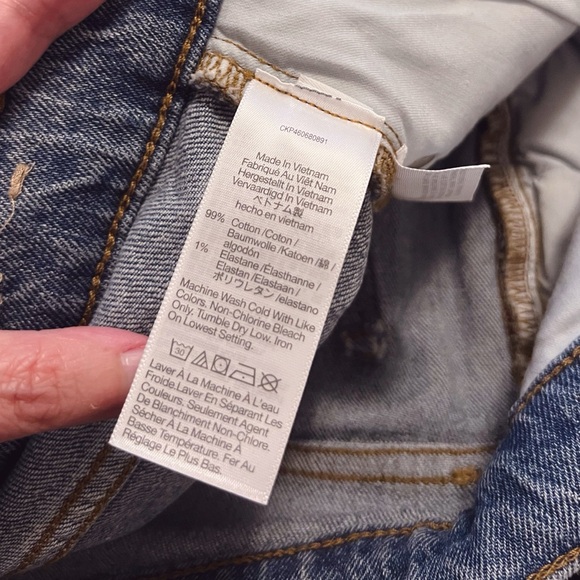 CKP460680891
Made In Vietnam
Fabriqué Au Viêt Nam
Hergestellt In Vietnam
Vervaardigd In Vietnam
ベトナム製
hecho en vietnam
99% Cotton /Coton /
Baumwolle /Katoen /綿 /
algodón
1% Elastane /Élasthanne /
Elastan /Elastaan /
ポリウレタン /elastano
Machine Wash Cold With Like
Colors. Non-Chlorine Bleach
Only. Tumble Dry Low. Iron
On Lowest Setting.
30
Laver À La Machine À L'eau
Froide.Laver En Séparant Les
Couleurs. Seulement Agent
De Blanchiment Non-Chlore.
Sécher À La Machine À
Basse Température. Fer Au
Réglage Le Plus Bas.